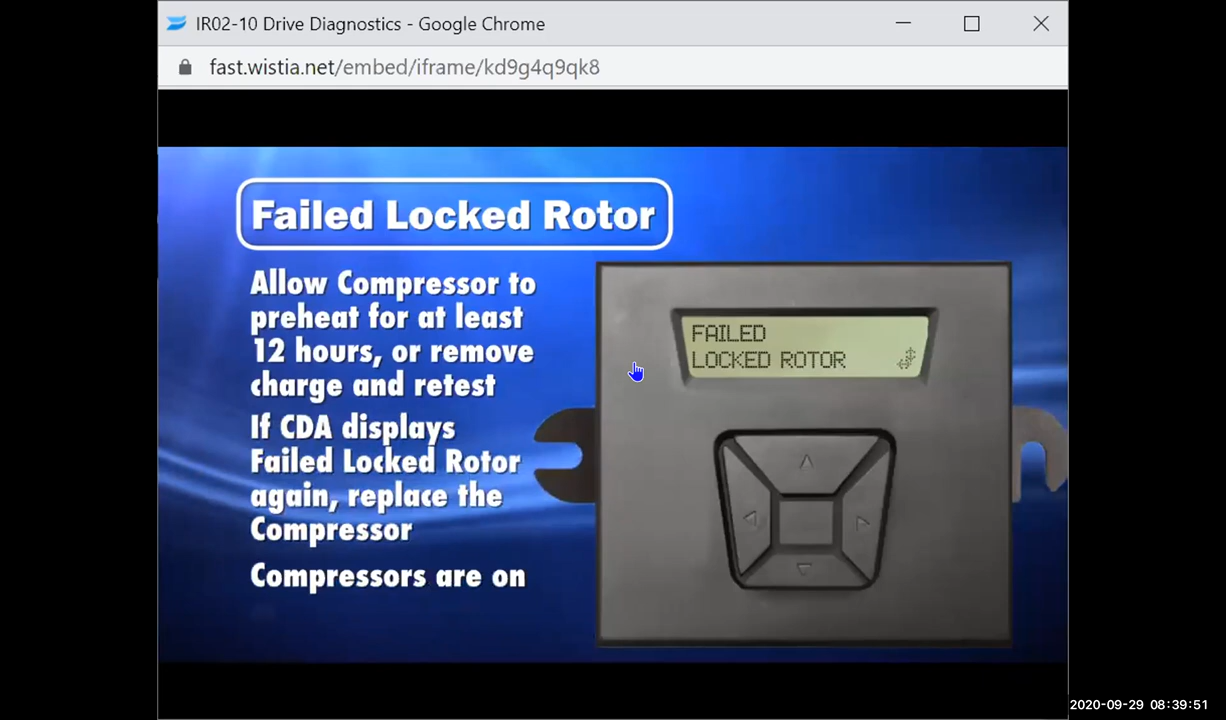 IR02-10 Drive Diagnostics - Google Chrome
fast.wistia.net/embed/iframe/kd9g4q9qk8
Failed Locked Rotor
Allow Compressor to
preheat for at least
12 hours, or remove
charge and retest
If CDA displays
Failed Locked Rotor
again, replace the
Compressor
Compressors are on
FAILED
LOCKED ROTOR
2020-09-29 08:39:51